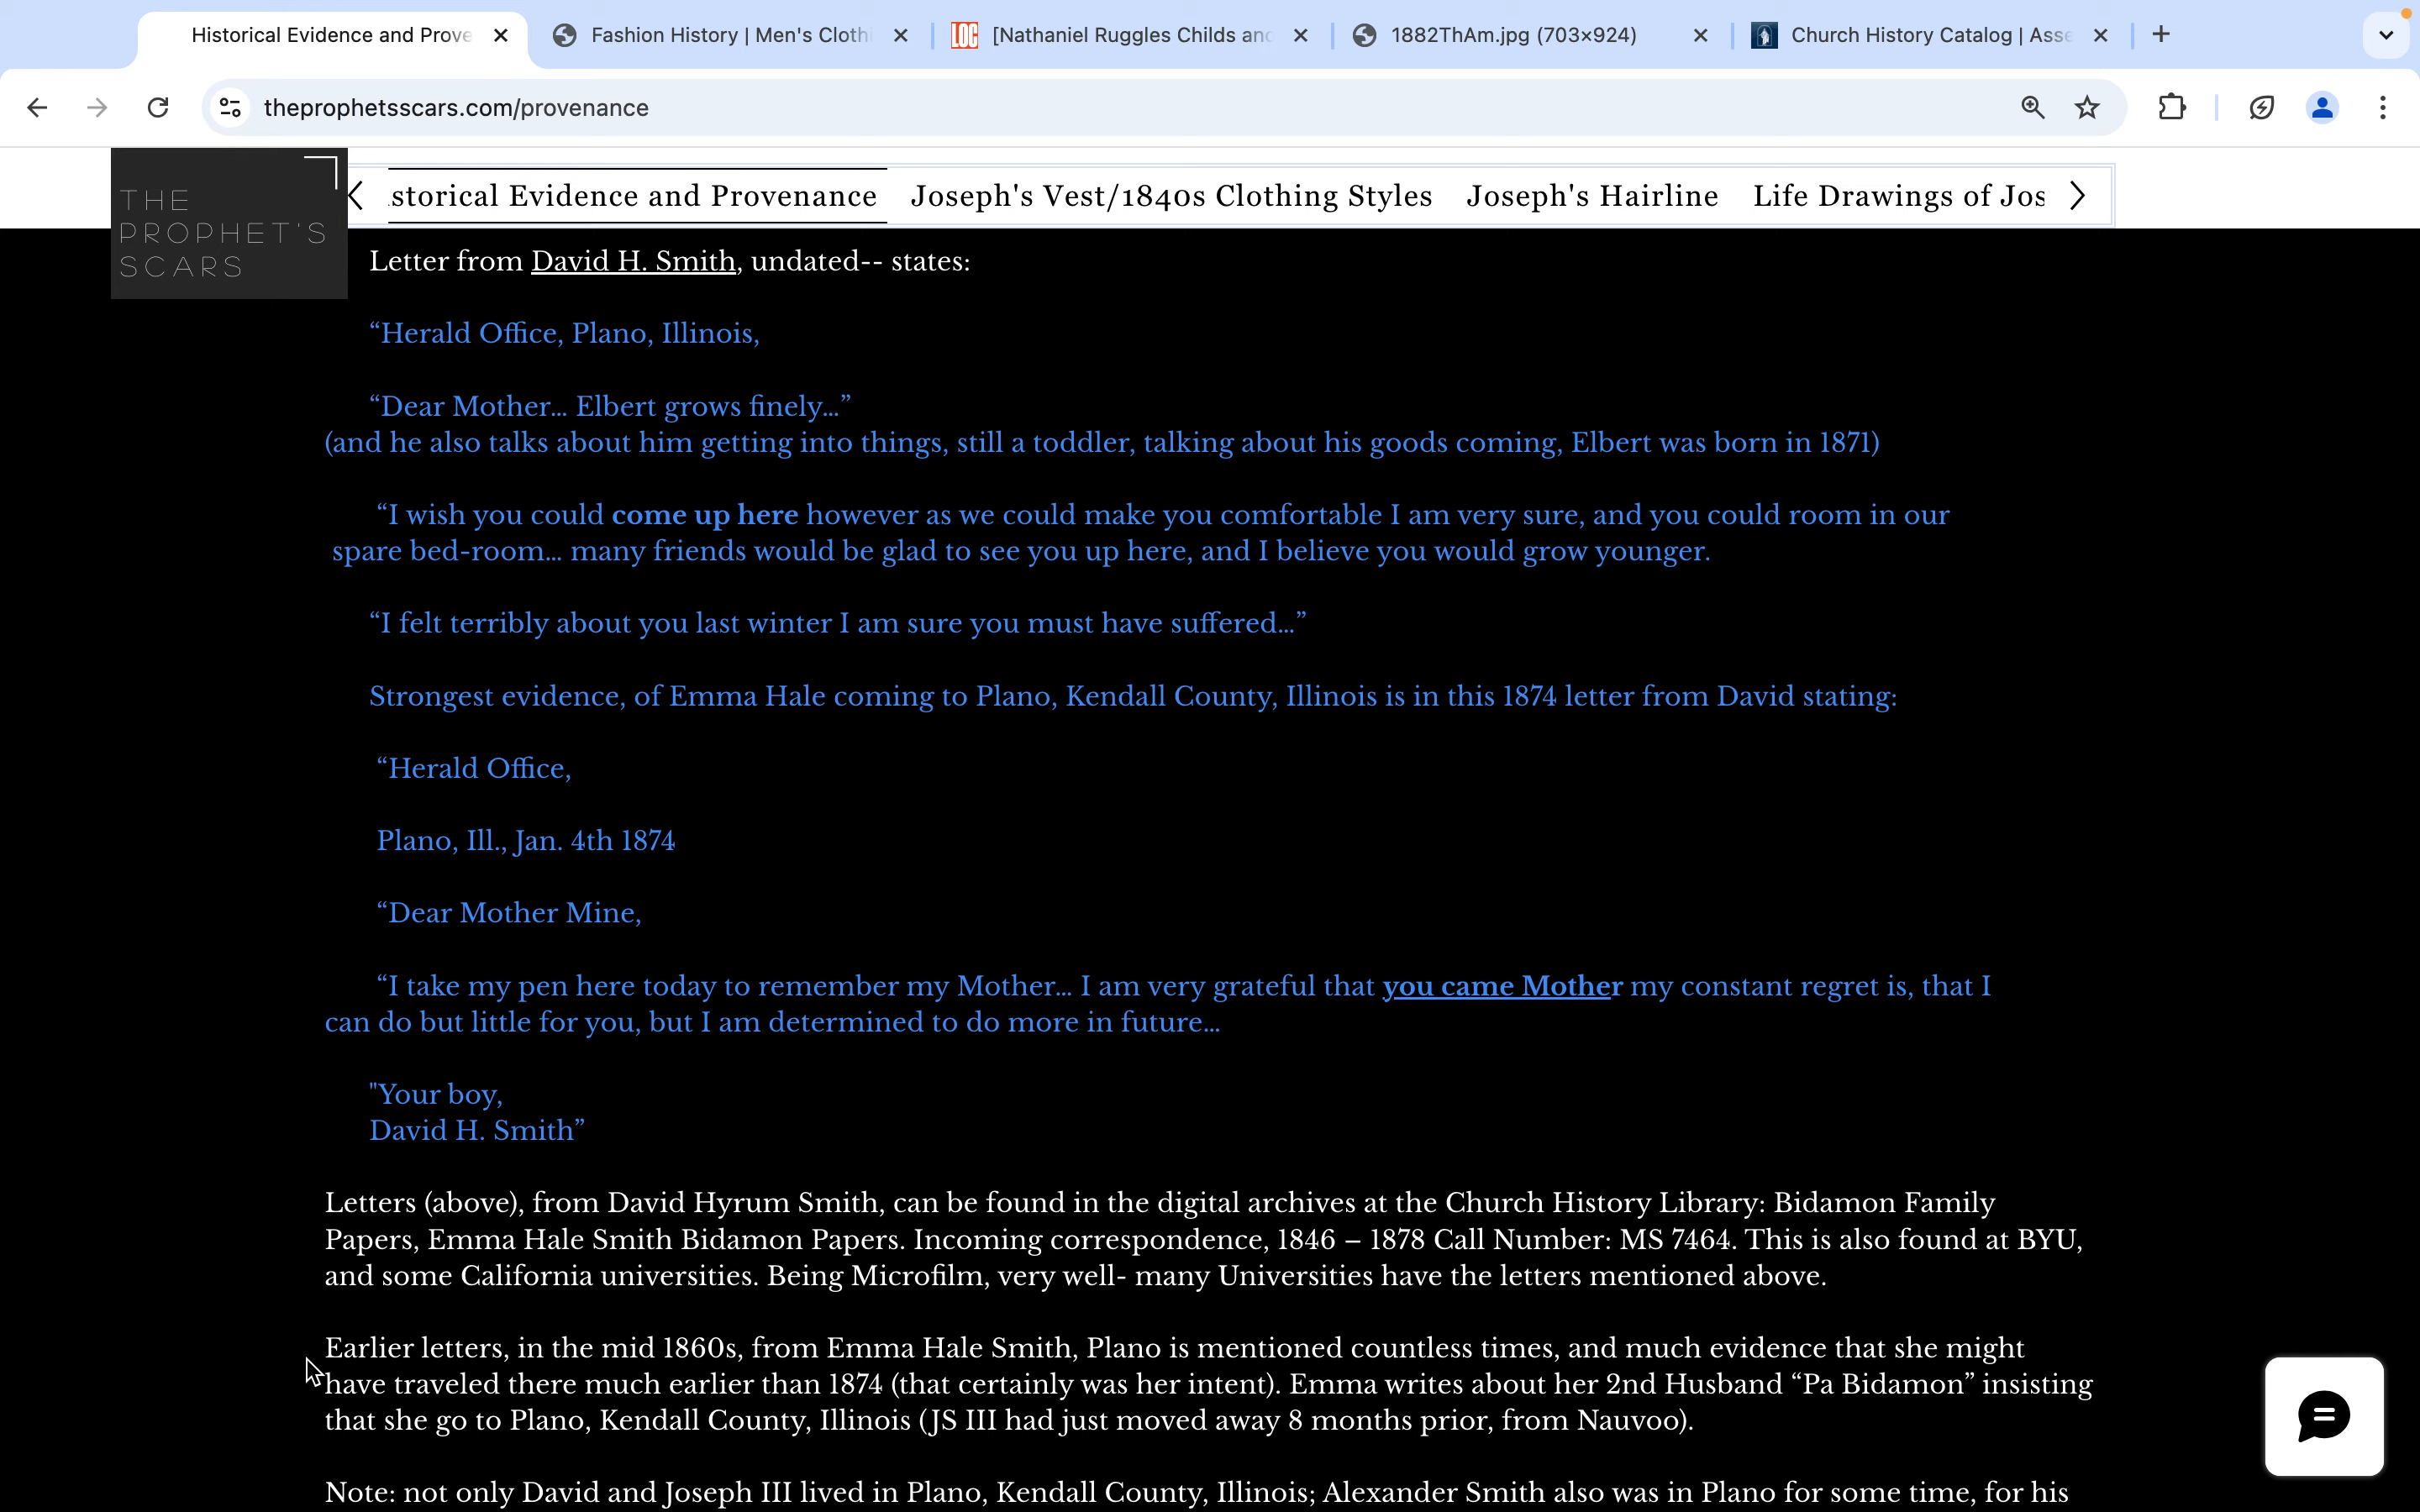 Historical Evidence and Prove
Fashion History | Men's Clothi
LOC
[Nathaniel Ruggles Childs and
1882ThAm.jpg (703×924)
Church History Catalog | Asse
theprophetsscars.com/provenance
THE
PROPHET'S
SCARS
storical Evidence and Provenance
Joseph's Vest/1840s Clothing Styles
Joseph's Hairline
Life Drawings of Jos
Letter from David H. Smith, undated-- states:
“Herald Office, Plano, Illinois,
“Dear Mother... Elbert grows finely...”
(and he also talks about him getting into things, still a toddler, talking about his goods coming, Elbert was born in 1871)
“I wish you could come up here however as we could make you comfortable I am very sure, and you could room in our
spare bed-room... many friends would be glad to see you up here, and I believe you would grow younger.
“I felt terribly about you last winter I am sure you must have suffered...”
Strongest evidence, of Emma Hale coming to Plano, Kendall County, Illinois is in this 1874 letter from David stating:
“Herald Office,
Plano, Ill., Jan. 4th 1874
“Dear Mother Mine,
“I take my pen here today to remember my Mother... I am very grateful that you came Mother my constant regret is, that I
can do but little for you, but I am determined to do more in future...
"Your boy,
David H. Smith”
Letters (above), from David Hyrum Smith, can be found in the digital archives at the Church History Library: Bidamon Family
Papers, Emma Hale Smith Bidamon Papers. Incoming correspondence, 1846 – 1878 Call Number: MS 7464. This is also found at BYU,
and some California universities. Being Microfilm, very well- many Universities have the letters mentioned above.
Earlier letters, in the mid 1860s, from Emma Hale Smith, Plano is mentioned countless times, and much evidence that she might
have traveled there much earlier than 1874 (that certainly was her intent). Emma writes about her 2nd Husband “Pa Bidamon” insisting
that she go to Plano, Kendall County, Illinois (JS III had just moved away 8 months prior, from Nauvoo).
Note: not only David and Joseph III lived in Plano, Kendall County, Illinois; Alexander Smith also was in Plano for some time, for his